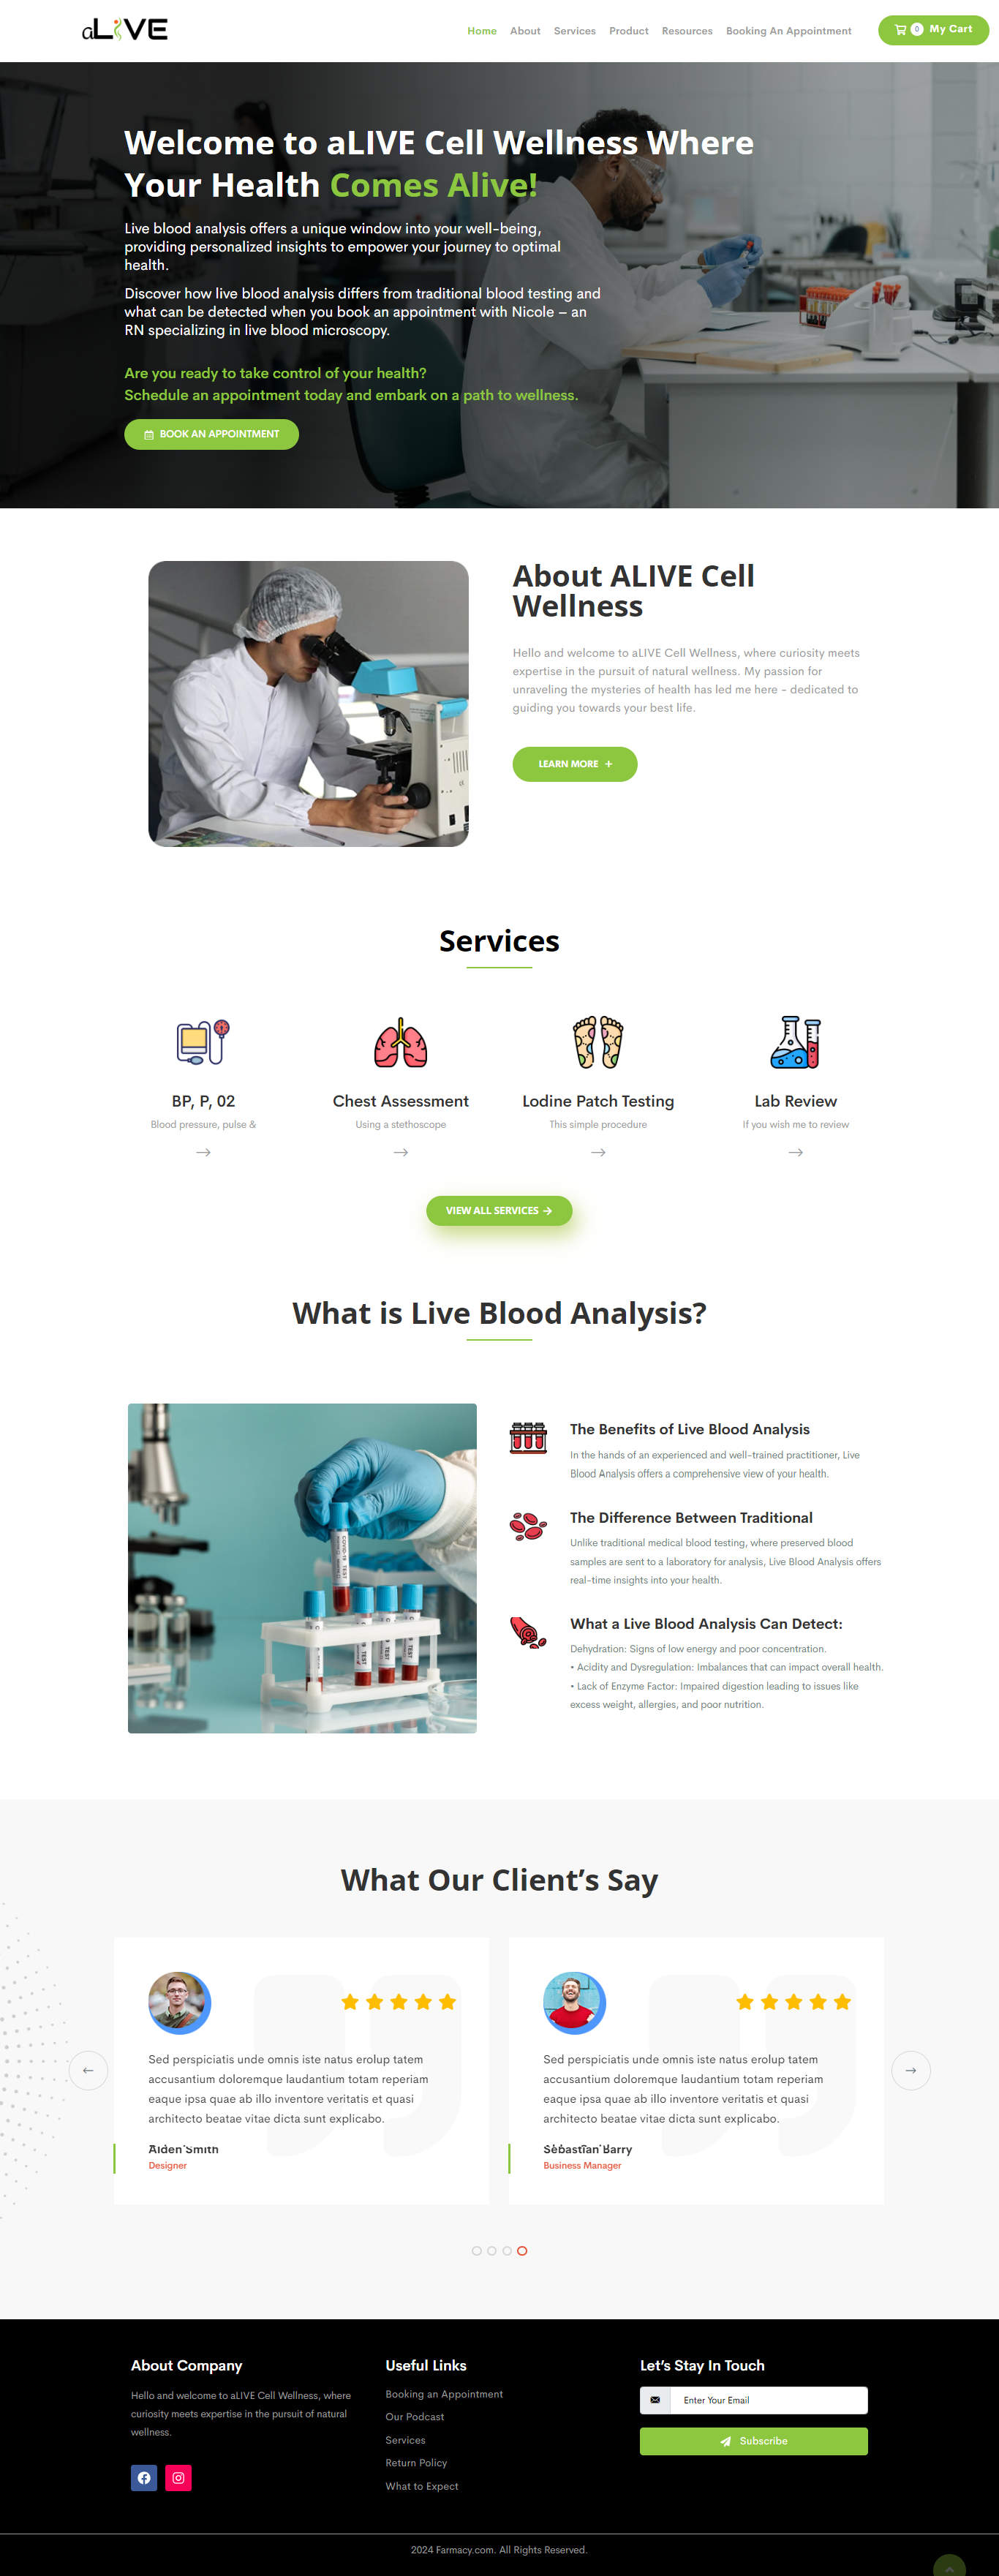 aLIVE
Home About Services Product Resources Booking An Appointment
0 My Cart
Welcome to aLIVE Cell Wellness Where
Your Health Comes Alive!
Live blood analysis offers a unique window into your well-being,
providing personalized insights to empower your journey to optimal
health.
Discover how live blood analysis differs from traditional blood testing and
what can be detected when you book an appointment with Nicole – an
RN specializing in live blood microscopy.
Are you ready to take control of your health?
Schedule an appointment today and embark on a path to wellness.
BOOK AN APPOINTMENT
About ALIVE Cell
Wellness
Hello and welcome to aLIVE Cell Wellness, where curiosity meets
expertise in the pursuit of natural wellness. My passion for
unraveling the mysteries of health has led me here - dedicated to
guiding you towards your best life.
LEARN MORE +
Services
BP, P, 02
Blood pressure, pulse &
Chest Assessment
Using a stethoscope
Lodine Patch Testing
This simple procedure
Lab Review
If you wish me to review
VIEW ALL SERVICES
What is Live Blood Analysis?
COVID-19 TEST
TEST
TEST
TEST
TEST
The Benefits of Live Blood Analysis
In the hands of an experienced and well-trained practitioner, Live
Blood Analysis offers a comprehensive view of your health.
The Difference Between Traditional
Unlike traditional medical blood testing, where preserved blood
samples are sent to a laboratory for analysis, Live Blood Analysis offers
real-time insights into your health.
What a Live Blood Analysis Can Detect:
Dehydration: Signs of low energy and poor concentration.
• Acidity and Dysregulation: Imbalances that can impact overall health.
• Lack of Enzyme Factor: Impaired digestion leading to issues like
excess weight, allergies, and poor nutrition.
What Our Client’s Say
Sed perspiciatis unde omnis iste natus erolup tatem
accusantium doloremque laudantium totam reperiam
eaque ipsa quae ab illo inventore veritatis et quasi
architecto beatae vitae dicta sunt explicabo.
Alden Smith
Designer
Sed perspiciatis unde omnis iste natus erolup tatem
accusantium doloremque laudantium totam reperiam
eaque ipsa quae ab illo inventore veritatis et quasi
architecto beatae vitae dicta sunt explicabo.
Sebastian Barry
Business Manager
About Company
Hello and welcome to aLIVE Cell Wellness, where
curiosity meets expertise in the pursuit of natural
wellness.
Useful Links
Booking an Appointment
Our Podcast
Services
Return Policy
What to Expect
Let’s Stay In Touch
Enter Your Email
Subscribe
2024 Farmacy.com. All Rights Reserved.